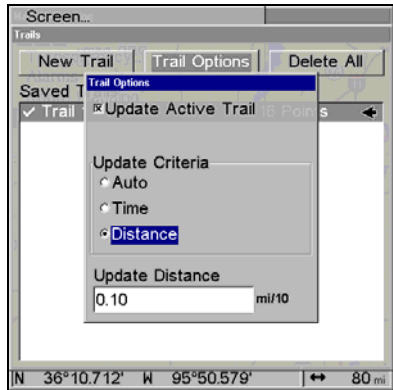 Screen...
Trails
New Trail
Trail Options
Delete All
Saved T
Trail Options
Trail
Update Active Trail
Points
Update Criteria
Auto
Time
Distance
Update Distance
0.10 mi/10
N 36°10.712' W 95°50.579' ↔ 80 mi